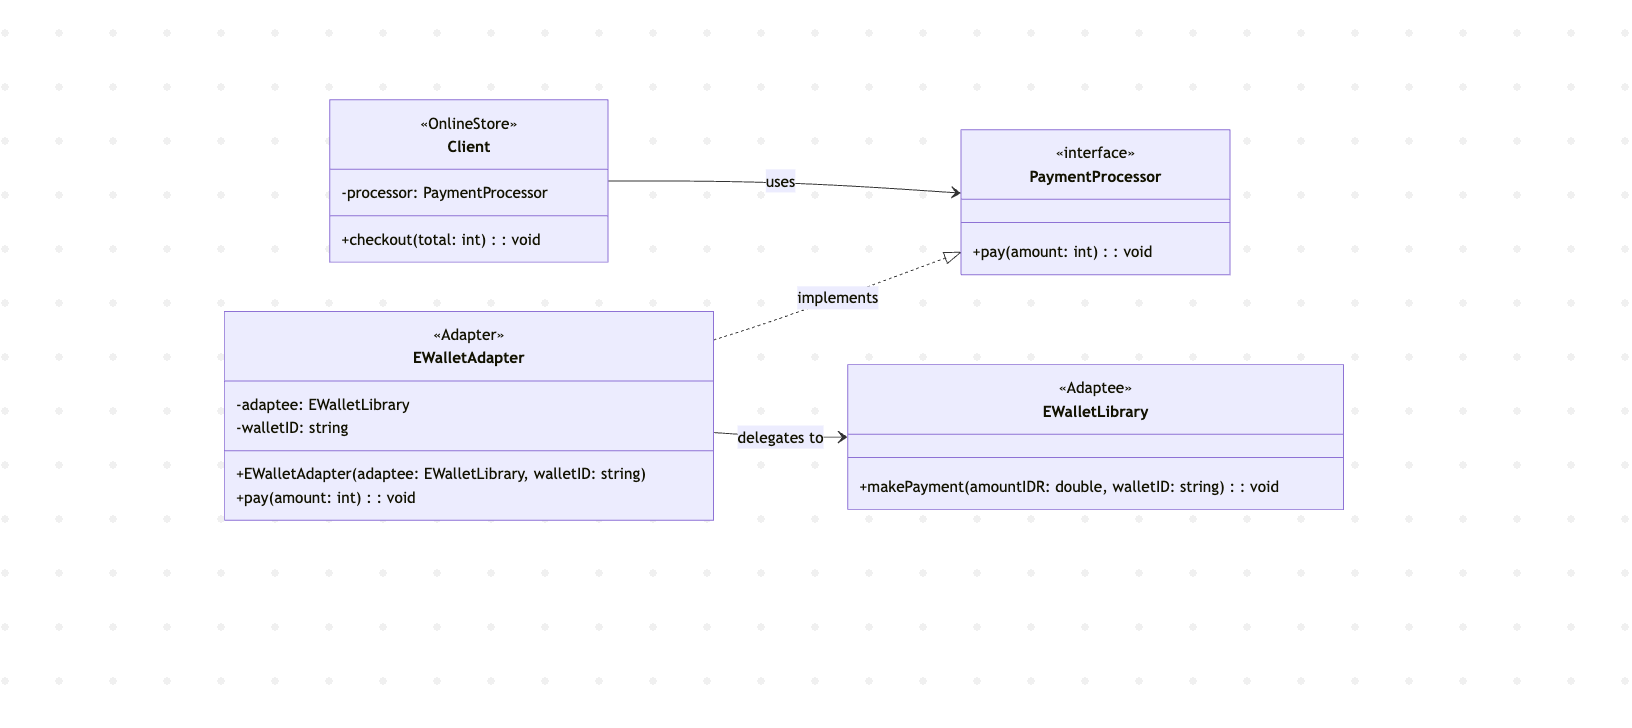 «OnlineStore»
Client
-processor: PaymentProcessor
+checkout(total: int) : : void
uses
«interface»
PaymentProcessor
+pay(amount: int) : : void
implements
«Adapter»
EWalletAdapter
-adaptee: EWalletLibrary
-walletID: string
+EWalletAdapter(adaptee: EWalletLibrary, walletID: string)
+pay(amount: int) : : void
delegates to
«Adaptee»
EWalletLibrary
+makePayment(amountIDR: double, walletID: string) : : void